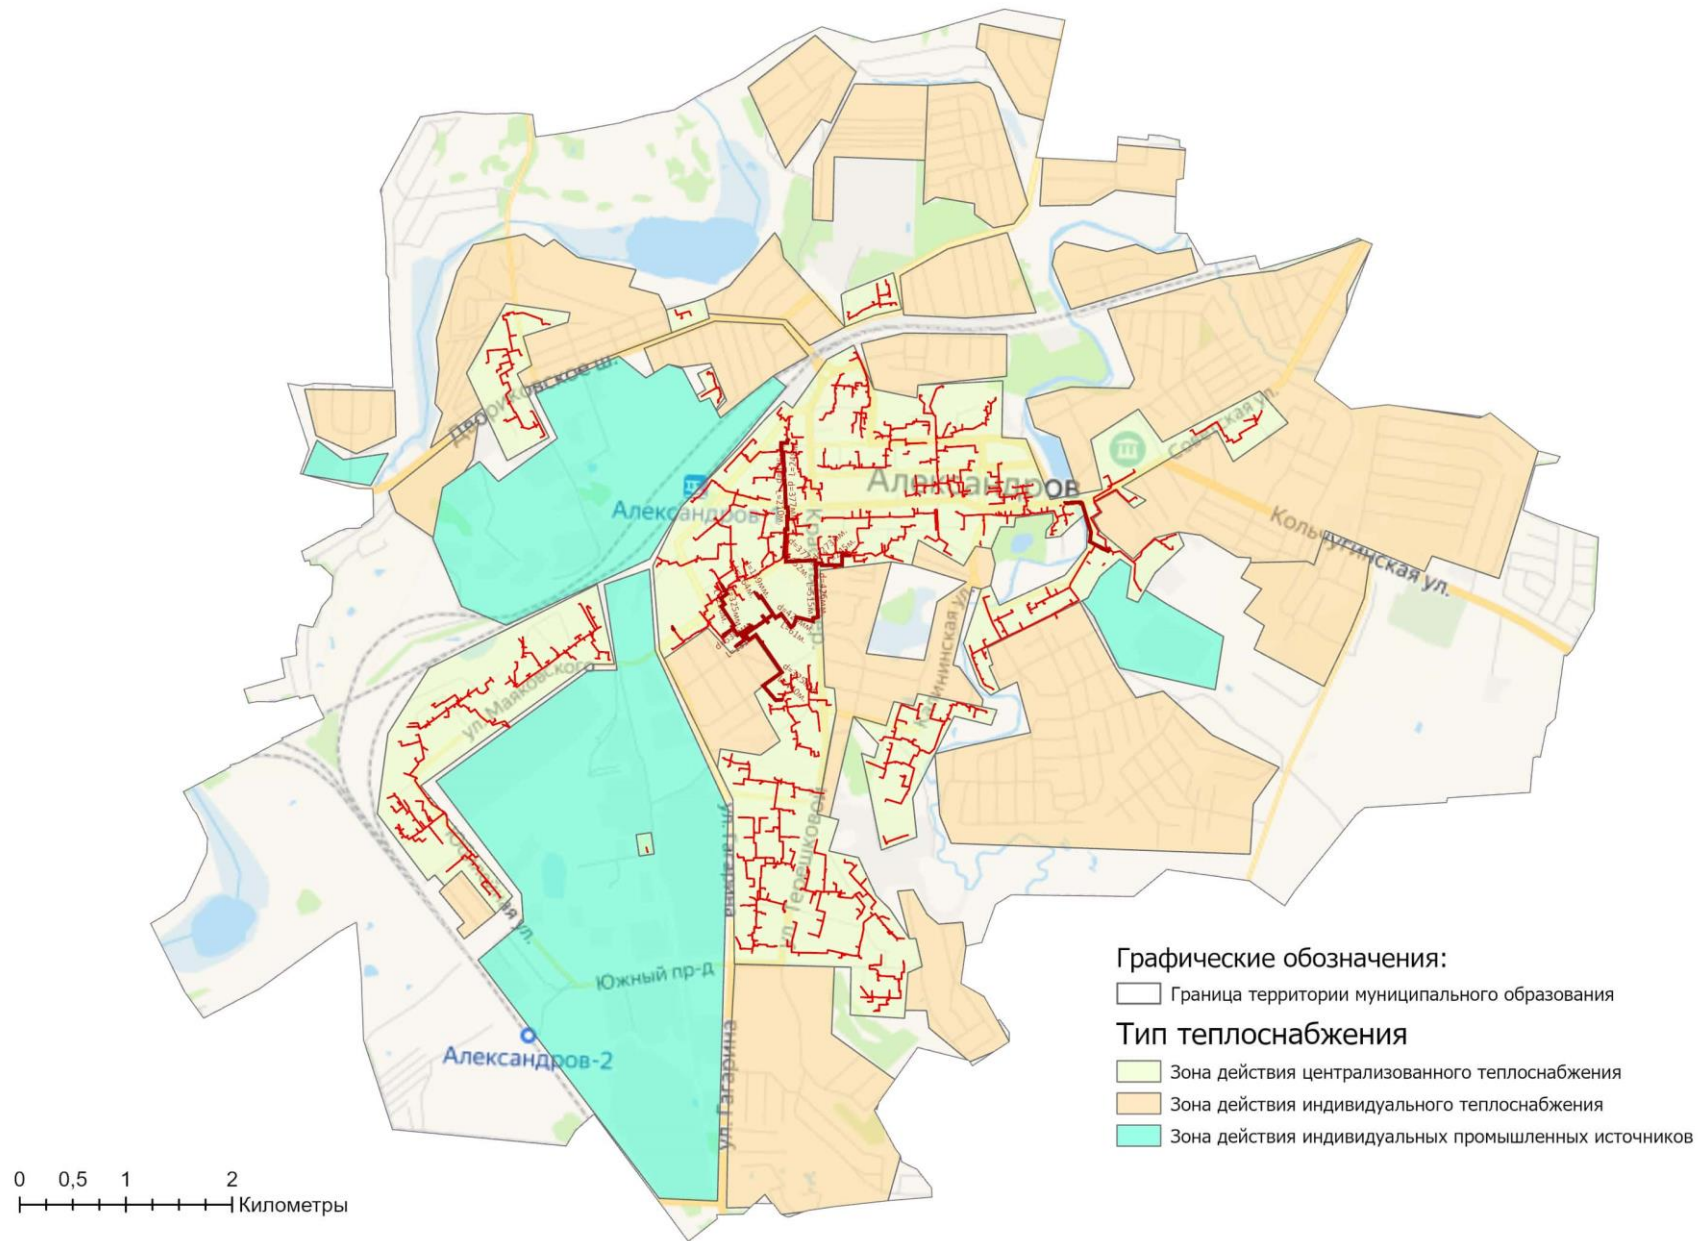 Двориковское ш.
Советская ул.
Александров
Александров
Кольчугинская ул.
Калининская ул.
ул. Маяковского
ул. Гагарина
ул. Терешковой
Южный пр-д
Александров-2
ул. Гагарина
Графические обозначения:
Граница территории муниципального образования
Тип теплоснабжения
Зона действия централизованного теплоснабжения
Зона действия индивидуального теплоснабжения
Зона действия индивидуальных промышленных источников
0 0,5 1 2
Километры